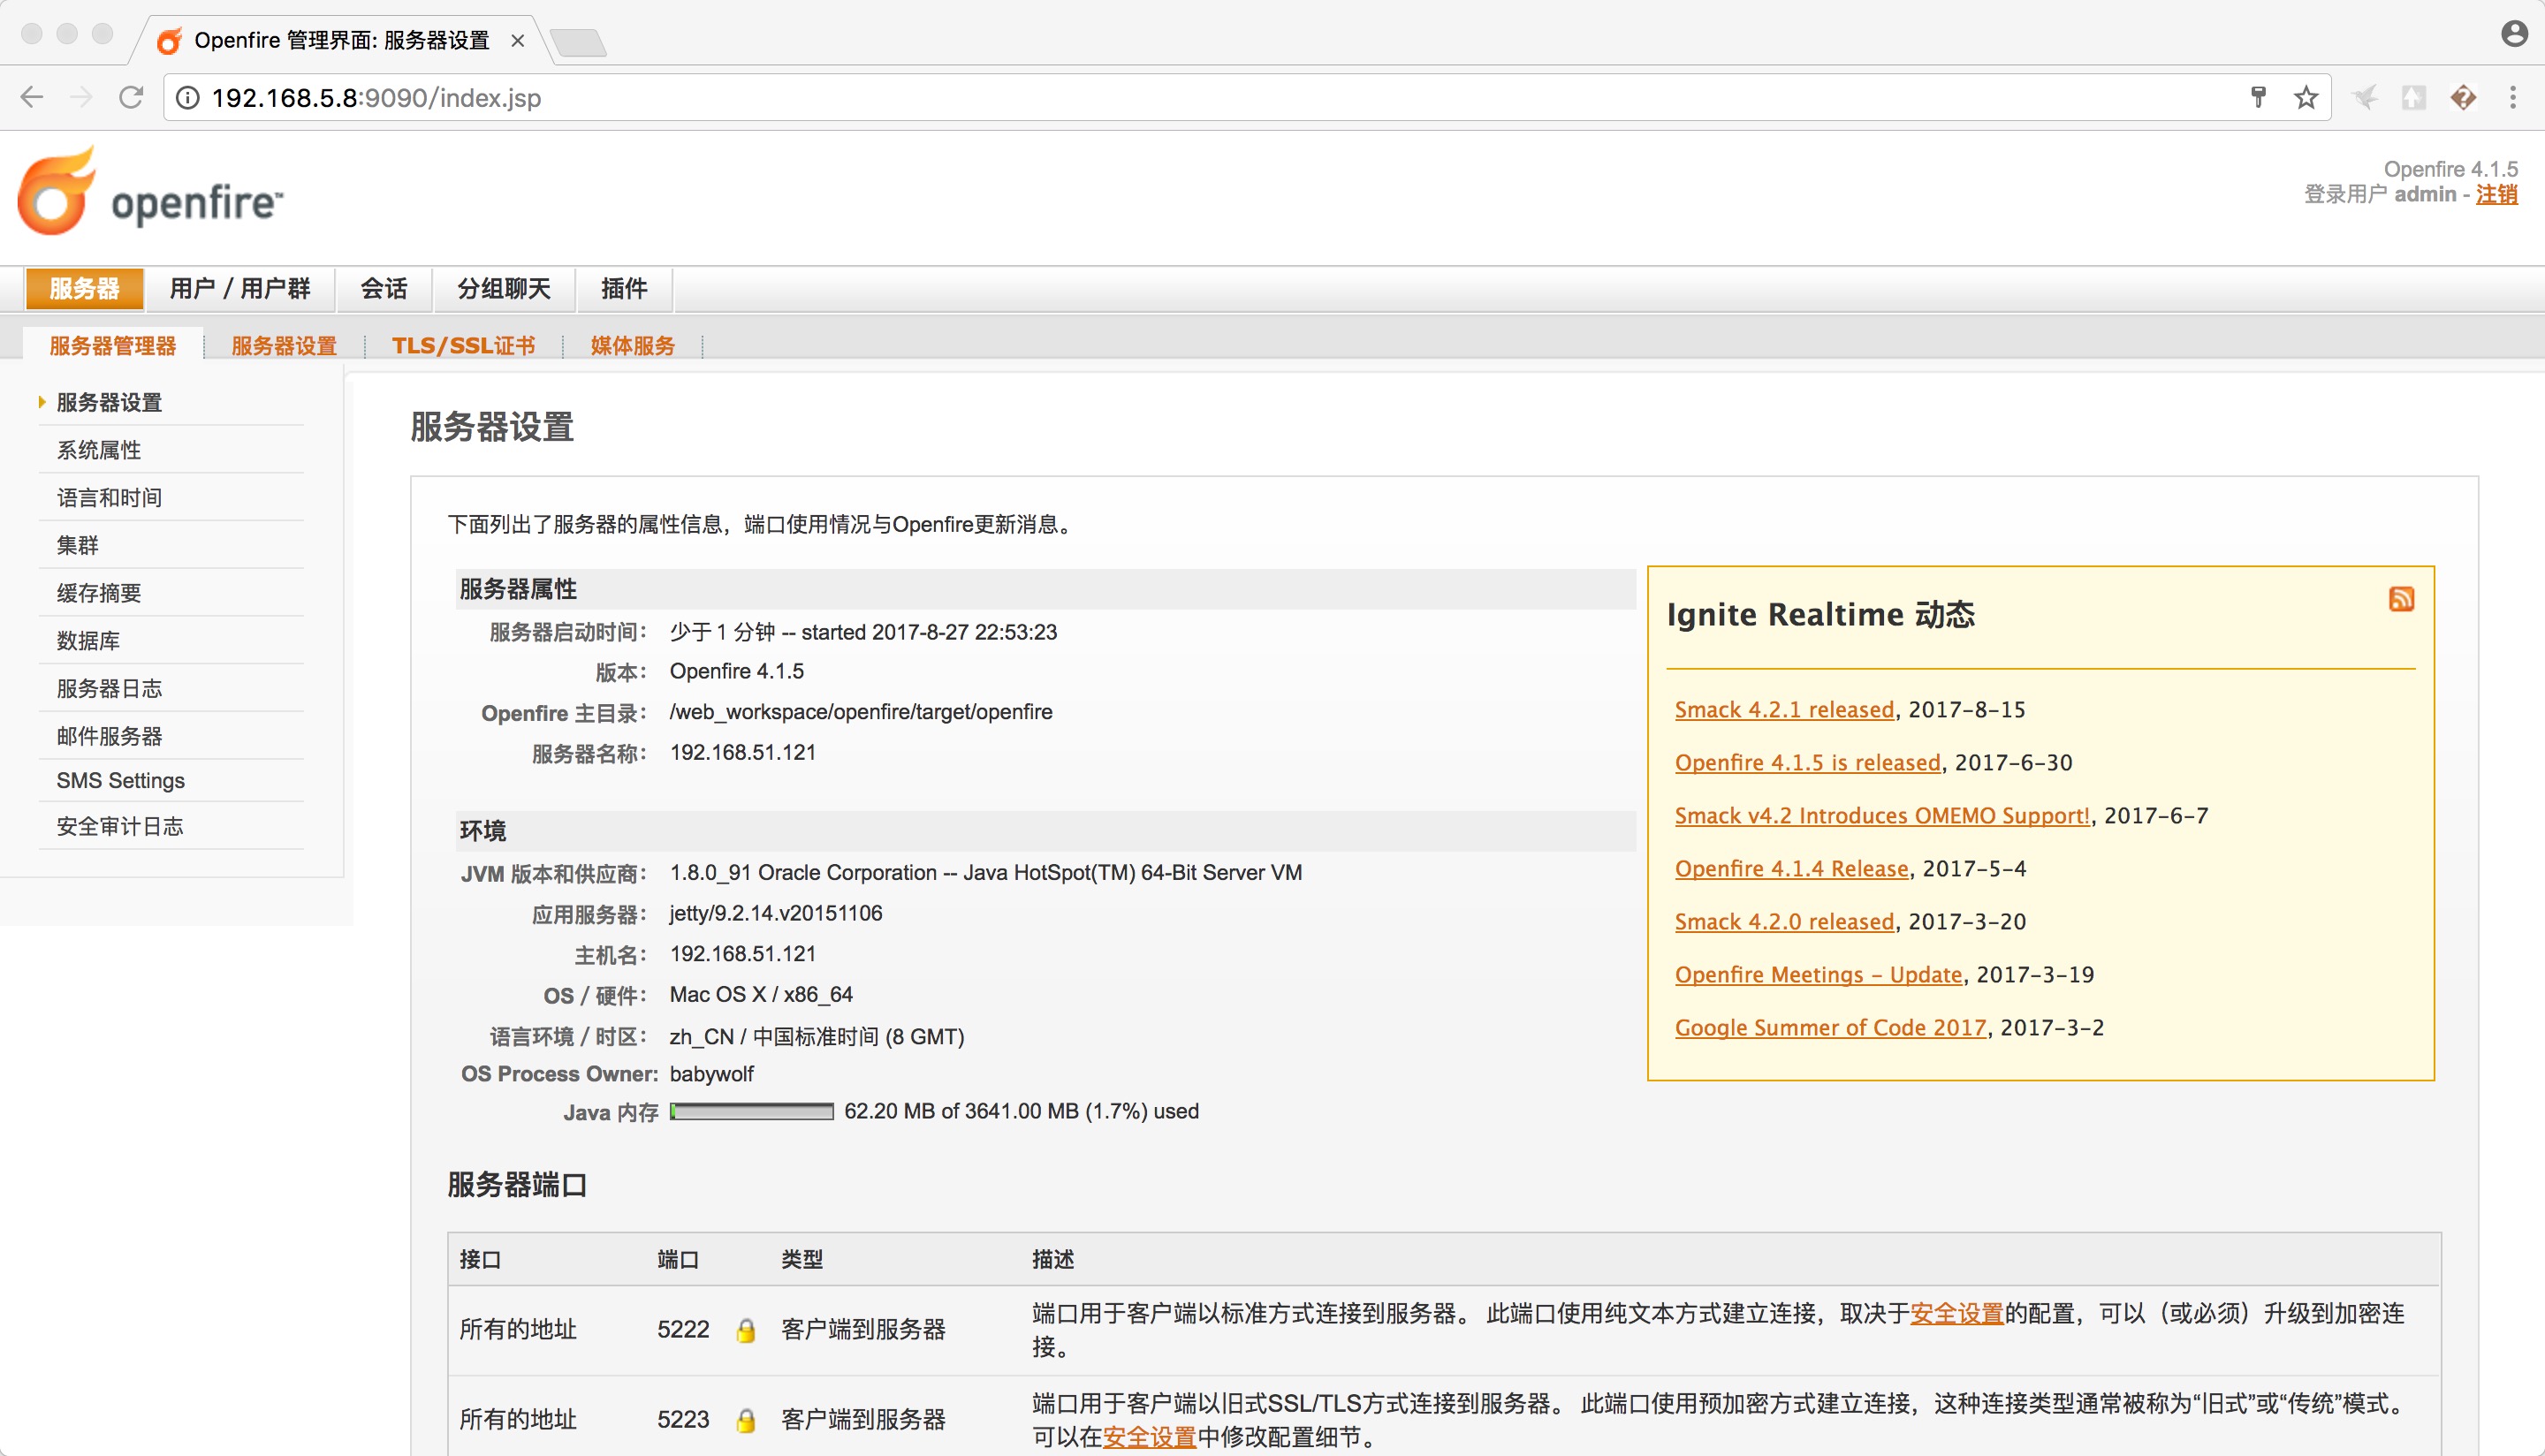 Openfire 管理界面: 服务器设置
192.168.5.8:9090/index.jsp
openfire™
Openfire 4.1.5
登录用户 admin - 注销
服务器 用户 / 用户群 会话 分组聊天 插件
服务器管理器 服务器设置 TLS/SSL证书 媒体服务
服务器设置
系统属性
语言和时间
集群
缓存摘要
数据库
服务器日志
邮件服务器
SMS Settings
安全审计日志
服务器设置
下面列出了服务器的属性信息，端口使用情况与Openfire更新消息。
服务器属性
服务器启动时间： 少于 1 分钟 -- started 2017-8-27 22:53:23
版本： Openfire 4.1.5
Openfire 主目录： /web_workspace/openfire/target/openfire
服务器名称： 192.168.51.121
环境
JVM 版本和供应商： 1.8.0_91 Oracle Corporation -- Java HotSpot(TM) 64-Bit Server VM
应用服务器： jetty/9.2.14.v20151106
主机名： 192.168.51.121
OS / 硬件： Mac OS X / x86_64
语言环境 / 时区： zh_CN / 中国标准时间 (8 GMT)
OS Process Owner: babywolf
Java 内存 62.20 MB of 3641.00 MB (1.7%) used
Ignite Realtime 动态
Smack 4.2.1 released, 2017-8-15
Openfire 4.1.5 is released, 2017-6-30
Smack v4.2 Introduces OMEMO Support!, 2017-6-7
Openfire 4.1.4 Release, 2017-5-4
Smack 4.2.0 released, 2017-3-20
Openfire Meetings – Update, 2017-3-19
Google Summer of Code 2017, 2017-3-2
服务器端口
接口 端口 类型 描述
所有的地址 5222 客户端到服务器 端口用于客户端以标准方式连接到服务器。 此端口使用纯文本方式建立连接，取决于安全设置的配置，可以（或必须）升级到加密连
接。
所有的地址 5223 客户端到服务器 端口用于客户端以旧式SSL/TLS方式连接到服务器。 此端口使用预加密方式建立连接，这种连接类型通常被称为“旧式”或“传统”模式。
可以在安全设置中修改配置细节。